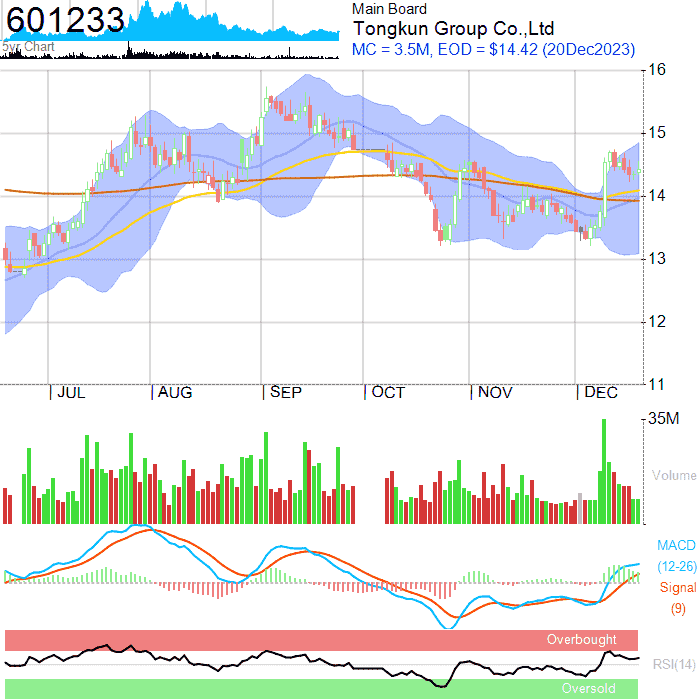 601233
Main Board
Tongkun Group Co.,Ltd
5yr Chart
MC = 3.5M, EOD = $14.42 (20Dec2023)
16
15
14
13
12
11
JUL AUG SEP OCT NOV DEC
35M
Volume
MACD
(12-26)
Signal
(9)
Overbought
RSI(14)
Oversold